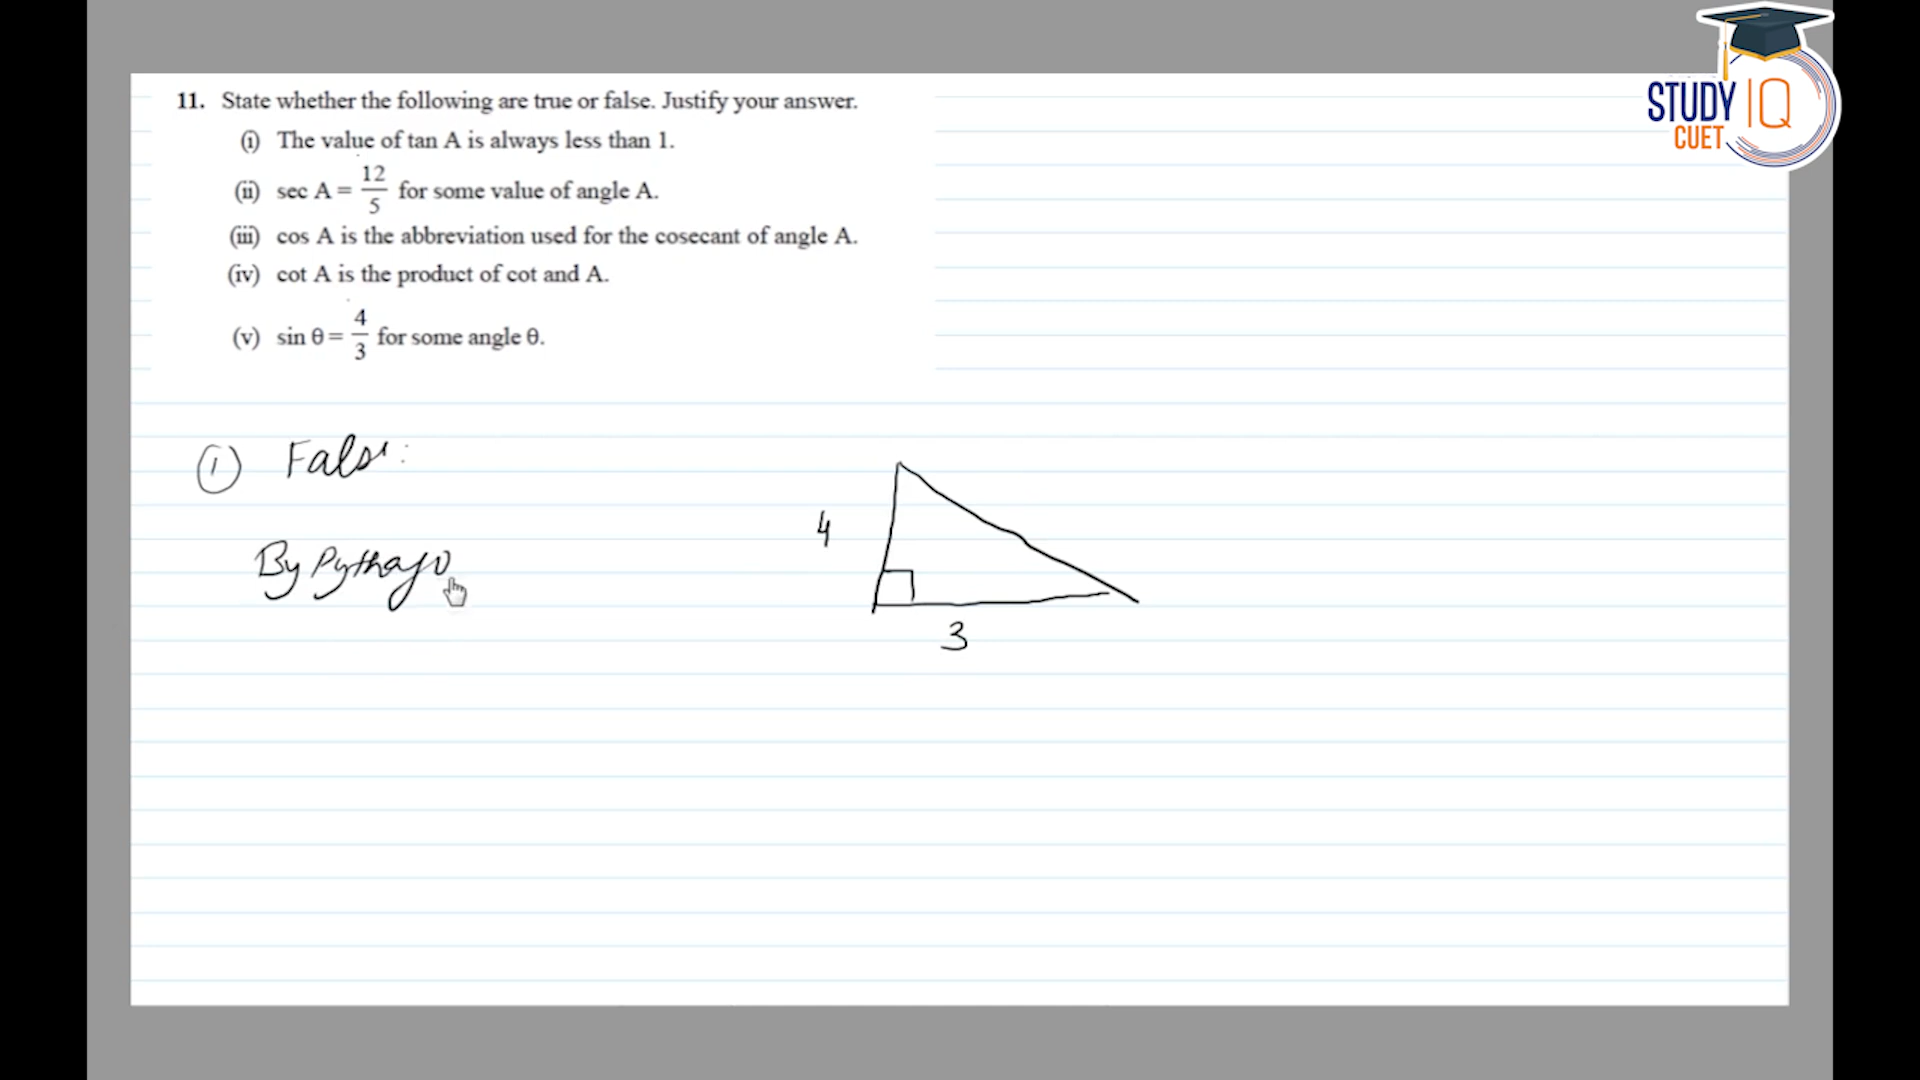 STUDY IQ
CUET
11. State whether the following are true or false. Justify your answer.
(i) The value of tan A is always less than 1.
(ii) sec A = 12/5 for some value of angle A.
(iii) cos A is the abbreviation used for the cosecant of angle A.
(iv) cot A is the product of cot and A.
(v) sin θ = 4/3 for some angle θ.
① False:
4
By Pythago
3